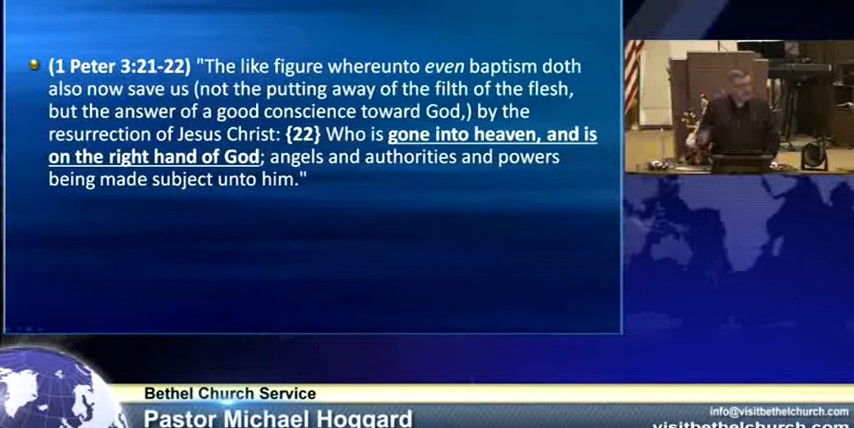 (1 Peter 3:21-22) "The like figure whereunto even baptism doth
also now save us (not the putting away of the filth of the flesh,
but the answer of a good conscience toward God,) by the
resurrection of Jesus Christ: {22} Who is gone into heaven, and is
on the right hand of God; angels and authorities and powers
being made subject unto him."
Bethel Church Service
Pastor Michael Hoggard
info@visitbethelchurch.com
visitbethelchurch.com